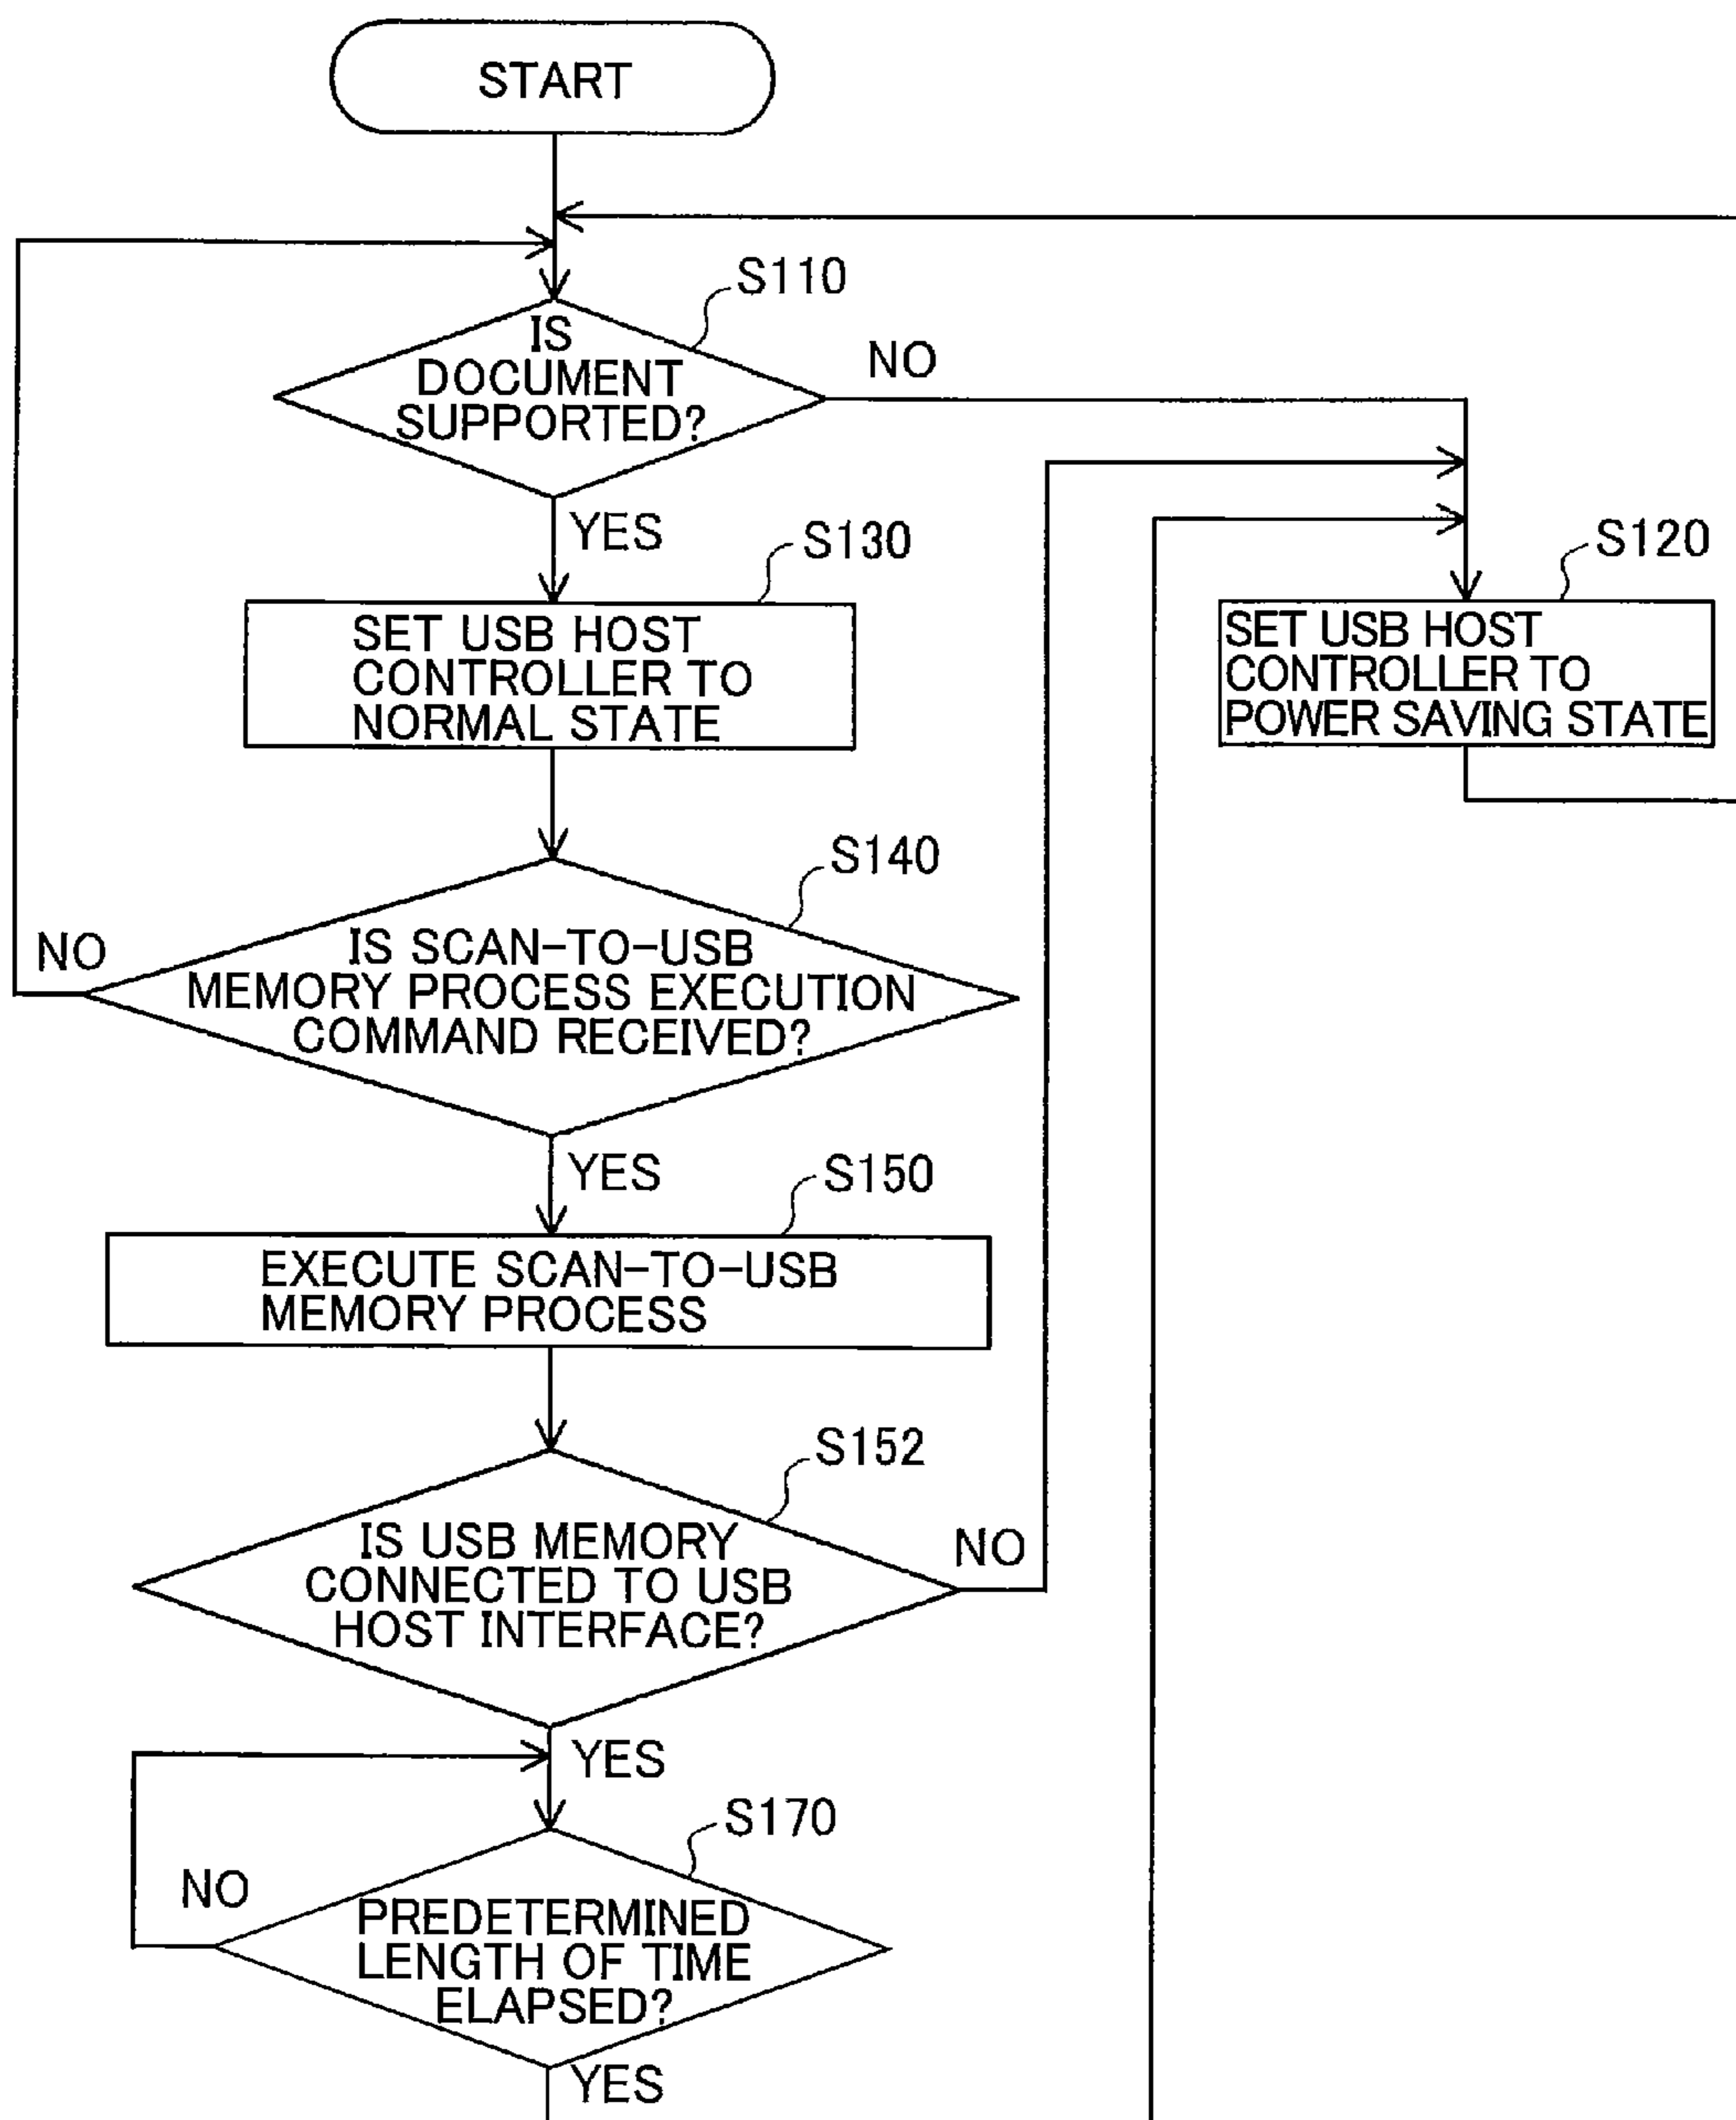 START
S110
IS
DOCUMENT
SUPPORTED?
NO
YES
S130
SET USB HOST
CONTROLLER TO
NORMAL STATE
S120
SET USB HOST
CONTROLLER TO
POWER SAVING STATE
S140
NO
IS SCAN-TO-USB
MEMORY PROCESS EXECUTION
COMMAND RECEIVED?
YES
S150
EXECUTE SCAN-TO-USB
MEMORY PROCESS
S152
IS USB MEMORY
CONNECTED TO USB
HOST INTERFACE?
NO
YES
S170
NO
PREDETERMINED
LENGTH OF TIME
ELAPSED?
YES